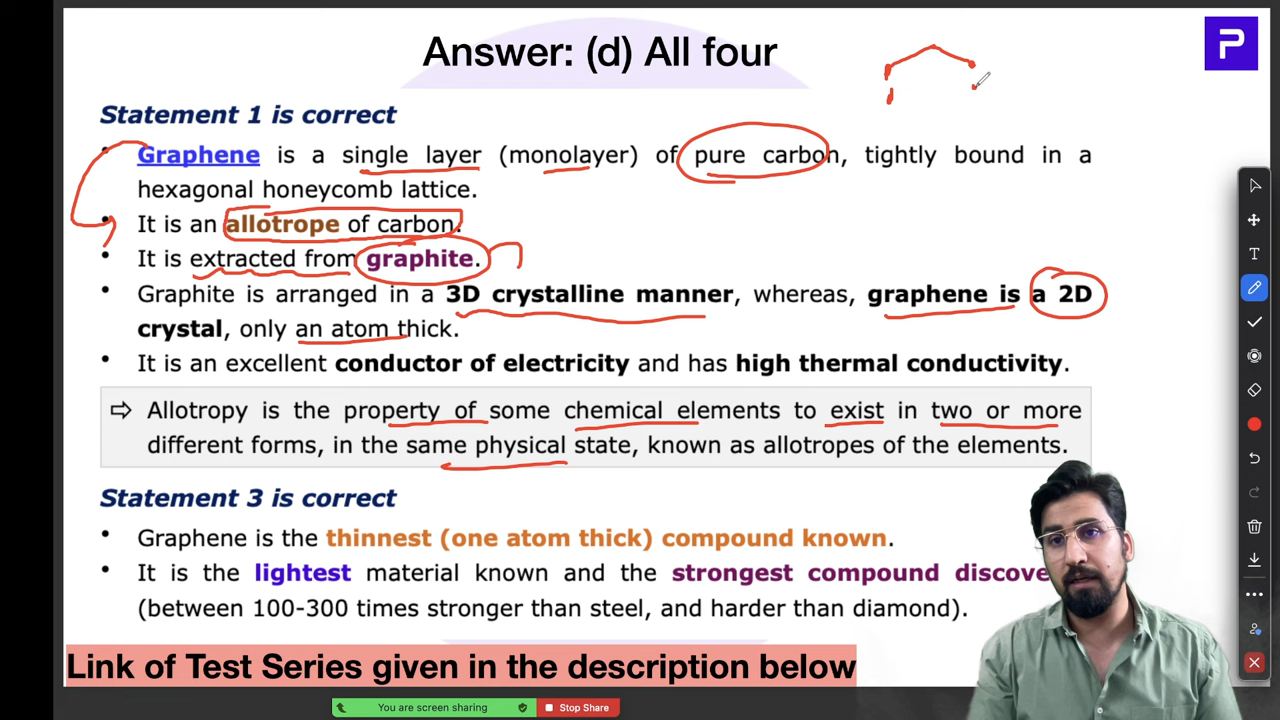 Answer: (d) All four
P
Statement 1 is correct
• Graphene is a single layer (monolayer) of pure carbon, tightly bound in a
hexagonal honeycomb lattice.
• It is an allotrope of carbon.
• It is extracted from graphite.
• Graphite is arranged in a 3D crystalline manner, whereas, graphene is a 2D
crystal, only an atom thick.
• It is an excellent conductor of electricity and has high thermal conductivity.
⇨ Allotropy is the property of some chemical elements to exist in two or more
different forms, in the same physical state, known as allotropes of the elements.
Statement 3 is correct
• Graphene is the thinnest (one atom thick) compound known.
• It is the lightest material known and the strongest compound
(between 100-300 times stronger than steel, and harder than diamond).
Link of Test Series given in the description below
You are screen sharing
Stop Share
T